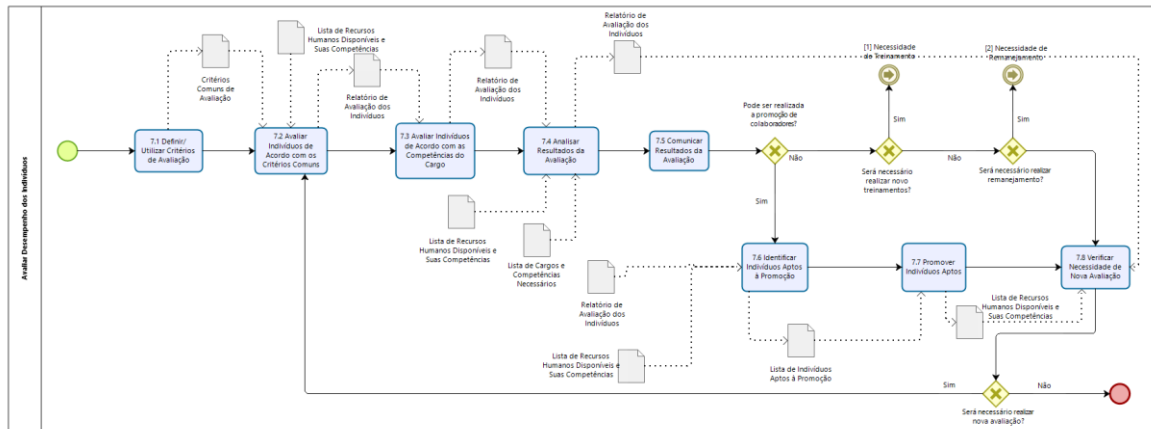 Avaliar Desempenho dos Indivíduos
Critérios
Comuns de
Avaliação
Lista de Recursos
Humanos Disponíveis e
Suas Competências
Relatório de
Avaliação dos
Indivíduos
Relatório de
Avaliação dos
Indivíduos
Relatório de
Avaliação dos
Indivíduos
[1] Necessidade
de Treinamento
[2] Necessidade de
Remanejamento
7.1 Definir/
Utilizar Critérios
de Avaliação
7.2 Avaliar
Indivíduos de
Acordo com os
Critérios Comuns
7.3 Avaliar Indivíduos
de Acordo com as
Competências do
Cargo
7.4 Analisar
Resultados da
Avaliação
7.5 Comunicar
Resultados da
Avaliação
Pode ser realizada
a promoção de
colaboradores?
Não
Sim
Sim
Será necessário
realizar novo
treinamentos?
Não
Sim
Será necessário realizar
remanejamento?
Lista de Recursos
Humanos Disponíveis e
Suas Competências
Lista de Cargos e
Competências
Necessários
Relatório de
Avaliação dos
Indivíduos
Lista de Recursos
Humanos Disponíveis e
Suas Competências
7.6 Identificar
Indivíduos Aptos
à Promoção
7.7 Promover
Indivíduos Aptos
7.8 Verificar
Necessidade de
Nova Avaliação
Lista de Indivíduos
Aptos à Promoção
Lista de Recursos
Humanos Disponíveis e
Suas Competências
Sim
Não
Será necessário realizar
nova avaliação?